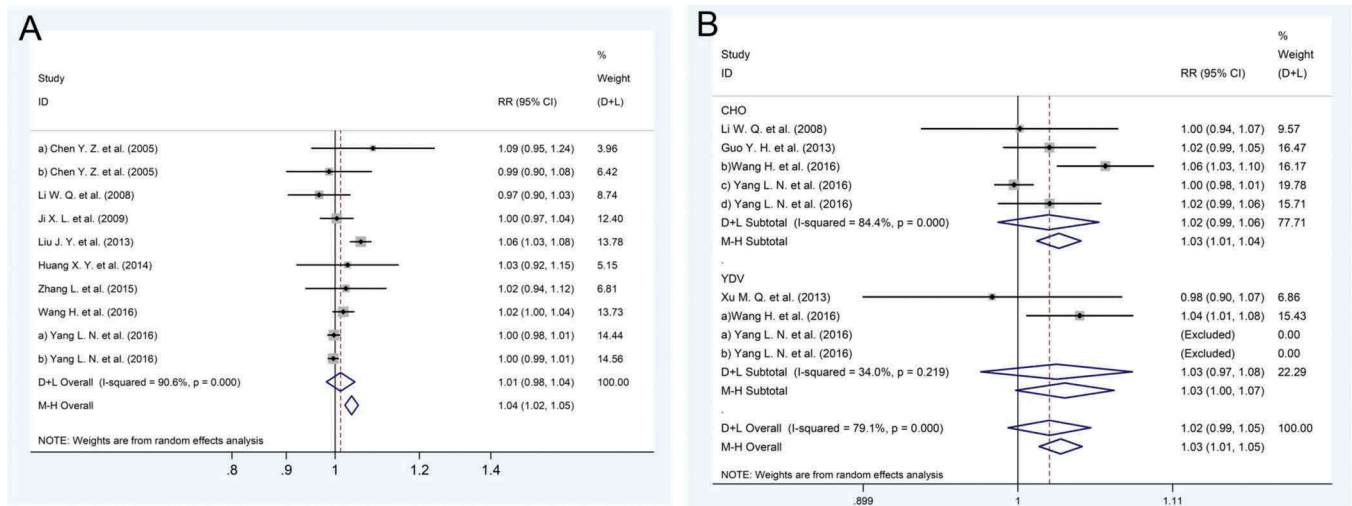 A
%
Study
Weight
ID
RR (95% CI)
(D+L)
a) Chen Y. Z. et al. (2005) 1.09 (0.95, 1.24) 3.96
b) Chen Y. Z. et al. (2005) 0.99 (0.90, 1.08) 6.42
Li W. Q. et al. (2008) 0.97 (0.90, 1.03) 8.74
Ji X. L. et al. (2009) 1.00 (0.97, 1.04) 12.40
Liu J. Y. et al. (2013) 1.06 (1.03, 1.08) 13.78
Huang X. Y. et al. (2014) 1.03 (0.92, 1.15) 5.15
Zhang L. et al. (2015) 1.02 (0.94, 1.12) 6.81
Wang H. et al. (2016) 1.02 (1.00, 1.04) 13.73
a) Yang L. N. et al. (2016) 1.00 (0.98, 1.01) 14.44
b) Yang L. N. et al. (2016) 1.00 (0.99, 1.01) 14.56
D+L Overall (I-squared = 90.6%, p = 0.000) 1.01 (0.98, 1.04) 100.00
M-H Overall 1.04 (1.02, 1.05)
NOTE: Weights are from random effects analysis
.8 .9 1 1.2 1.4
B
%
Study Weight
ID RR (95% CI) (D+L)
CHO
Li W. Q. et al. (2008) 1.00 (0.94, 1.07) 9.57
Guo Y. H. et al. (2013) 1.02 (0.99, 1.05) 16.47
b)Wang H. et al. (2016) 1.06 (1.03, 1.10) 16.17
c) Yang L. N. et al. (2016) 1.00 (0.98, 1.01) 19.78
d) Yang L. N. et al. (2016) 1.02 (0.99, 1.06) 15.71
D+L Subtotal (I-squared = 84.4%, p = 0.000) 1.02 (0.99, 1.06) 77.71
M-H Subtotal 1.03 (1.01, 1.04)
.
YDV
Xu M. Q. et al. (2013) 0.98 (0.90, 1.07) 6.86
a)Wang H. et al. (2016) 1.04 (1.01, 1.08) 15.43
a) Yang L. N. et al. (2016) (Excluded) 0.00
b) Yang L. N. et al. (2016) (Excluded) 0.00
D+L Subtotal (I-squared = 34.0%, p = 0.219) 1.03 (0.97, 1.08) 22.29
M-H Subtotal 1.03 (1.00, 1.07)
.
D+L Overall (I-squared = 79.1%, p = 0.000) 1.02 (0.99, 1.05) 100.00
M-H Overall 1.03 (1.01, 1.05)
NOTE: Weights are from random effects analysis
.899 1 1.11